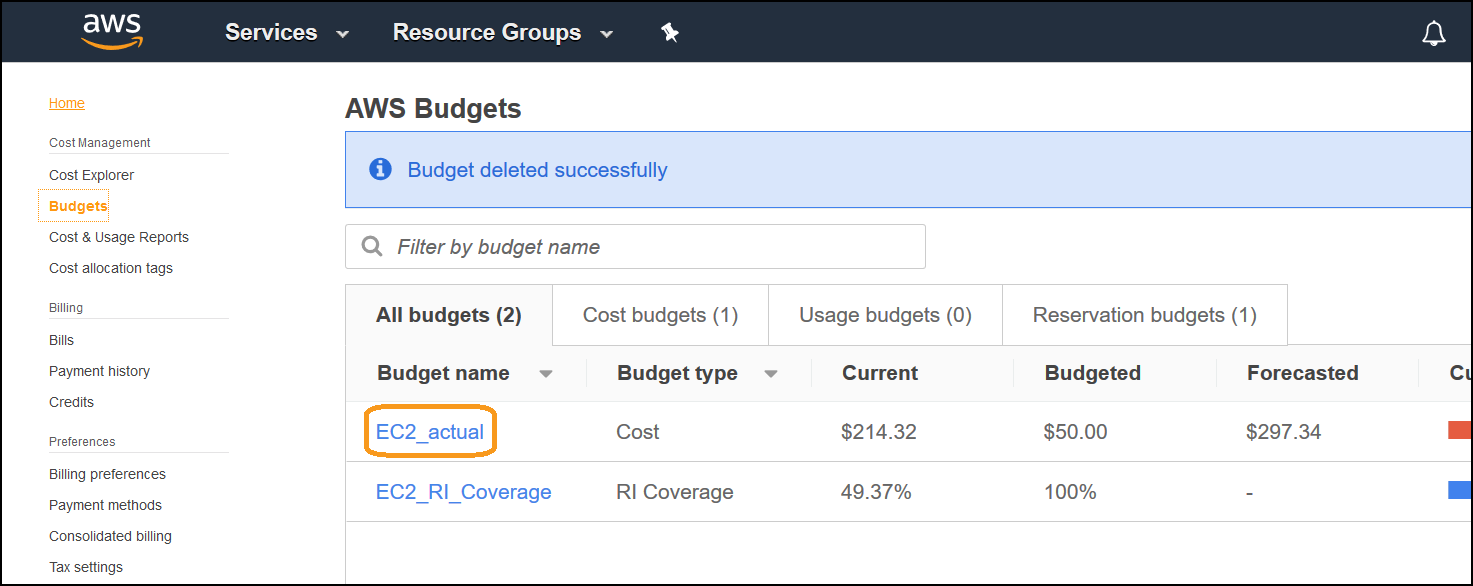 aws Services Resource Groups
Home
Cost Management
Cost Explorer
Budgets
Cost & Usage Reports
Cost allocation tags
Billing
Bills
Payment history
Credits
Preferences
Billing preferences
Payment methods
Consolidated billing
Tax settings
AWS Budgets
Budget deleted successfully
Filter by budget name
All budgets (2) Cost budgets (1) Usage budgets (0) Reservation budgets (1)
Budget name Budget type Current Budgeted Forecasted Cu
EC2_actual Cost $214.32 $50.00 $297.34
EC2_RI_Coverage RI Coverage 49.37% 100% -